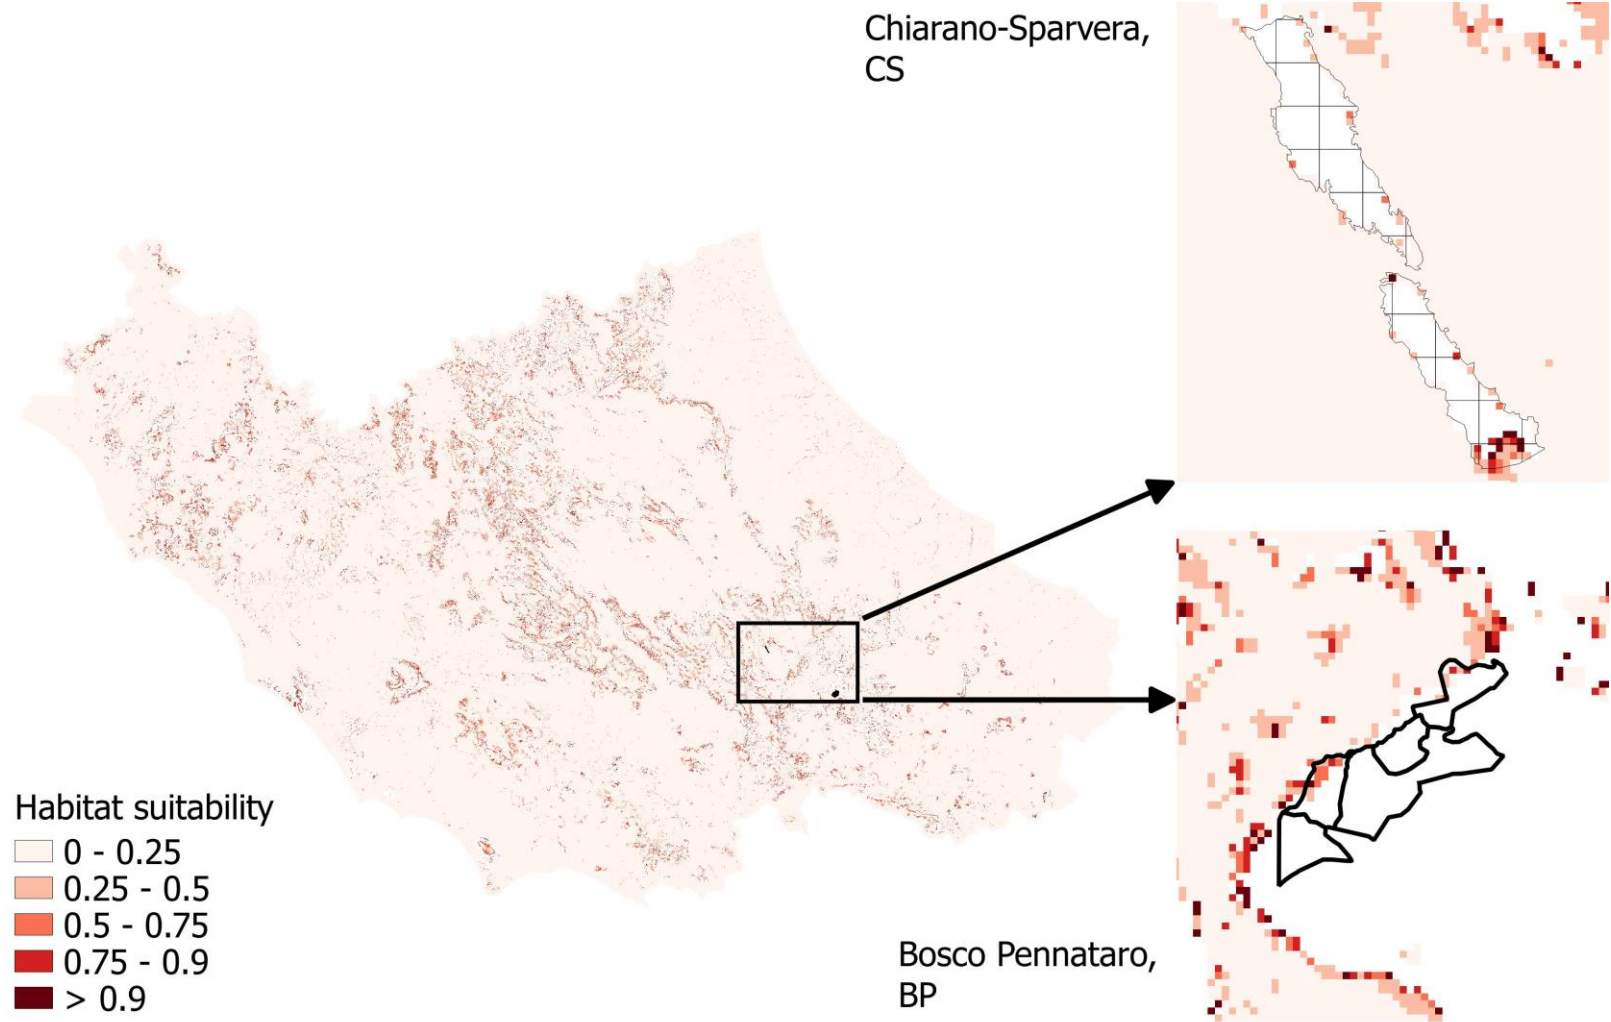 Chiarano-Sparvera,
CS
Habitat suitability
0 - 0.25
0.25 - 0.5
0.5 - 0.75
0.75 - 0.9
> 0.9
Bosco Pennataro,
BP